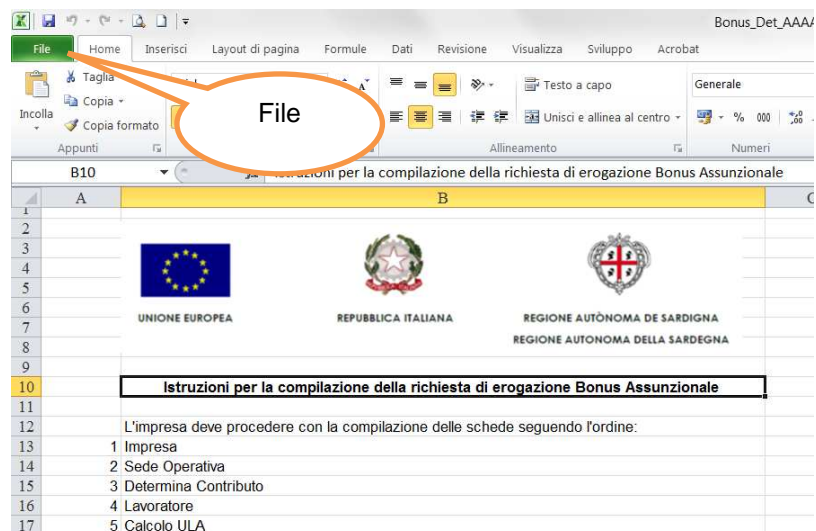 Bonus_Det_AAAA
File Home Inserisci Layout di pagina Formule Dati Revisione Visualizza Sviluppo Acrobat
Taglia
Testo a capo Generale
Copia
Incolla
File
Copia formato
Unisci e allinea al centro % 000
Appunti Allineamento Numeri
B10 per la compilazione della richiesta di erogazione Bonus Assunzionale
A B C
1
2
3
4
5
6
UNIONE EUROPEA REPUBBLICA ITALIANA REGIONE AUTÒNOMA DE SARDIGNA
7
REGIONE AUTONOMA DELLA SARDEGNA
8
9
10 Istruzioni per la compilazione della richiesta di erogazione Bonus Assunzionale
11
12 L'impresa deve procedere con la compilazione delle schede seguendo l'ordine:
13 1 Impresa
14 2 Sede Operativa
15 3 Determina Contributo
16 4 Lavoratore
17 5 Calcolo ULA